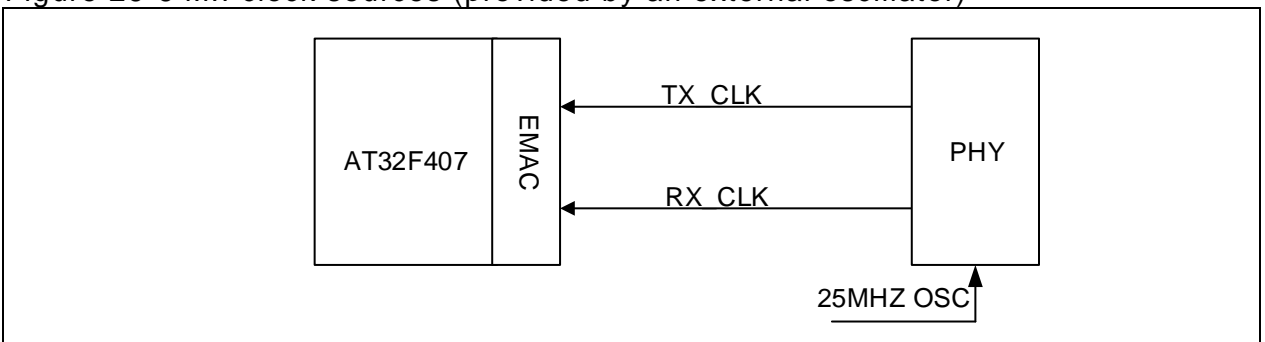 TX_CLK
EMAC
AT32F407
PHY
RX_CLK
25MHZ OSC